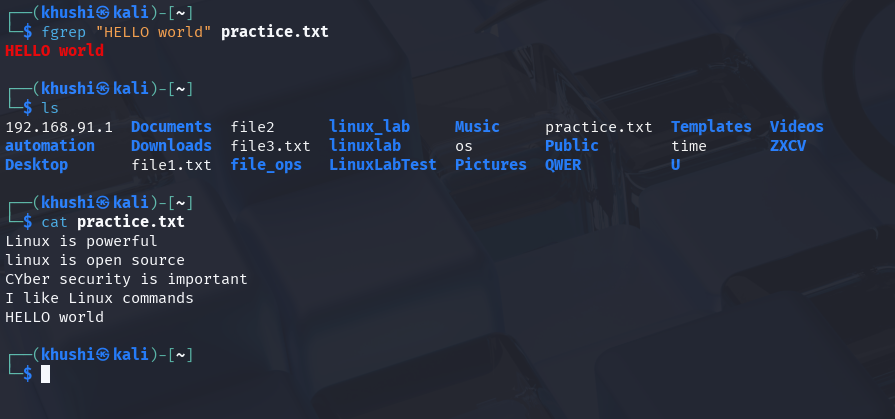 ┌──(khushi㉿kali)-[~]
└─$ fgrep "HELLO world" practice.txt
HELLO world
┌──(khushi㉿kali)-[~]
└─$ ls
192.168.91.1  Documents  file2      linux_lab     Music     practice.txt  Templates  Videos
automation    Downloads  file3.txt  linuxlab      os        Public        time       ZXCV
Desktop       file1.txt  file_ops   LinuxLabTest  Pictures  QWER          U
┌──(khushi㉿kali)-[~]
└─$ cat practice.txt
Linux is powerful
linux is open source
CYber security is important
I like Linux commands
HELLO world
┌──(khushi㉿kali)-[~]
└─$